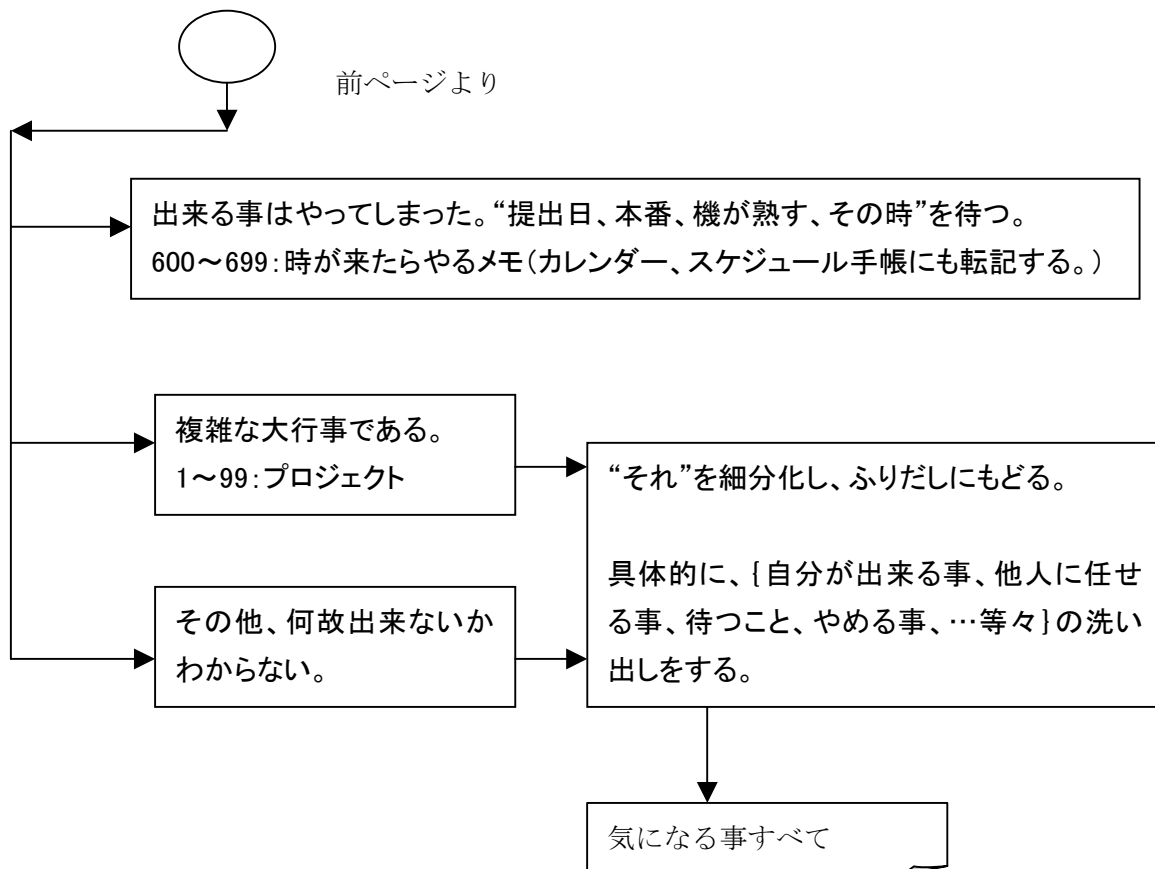 前ページより
出来る事はやってしまった。“提出日、本番、機が熟す、その時”を待つ。
600～699：時が来たらやるメモ（カレンダー、スケジュール手帳にも転記する。）
複雑な大行事である。
1～99：プロジェクト
“それ”を細分化し、ふりだしにもどる。
具体的に、{自分が出来る事、他人に任せ
る事、待つこと、やめる事、…等々}の洗い
出しをする。
その他、何故出来ないか
わからない。
気になる事すべて